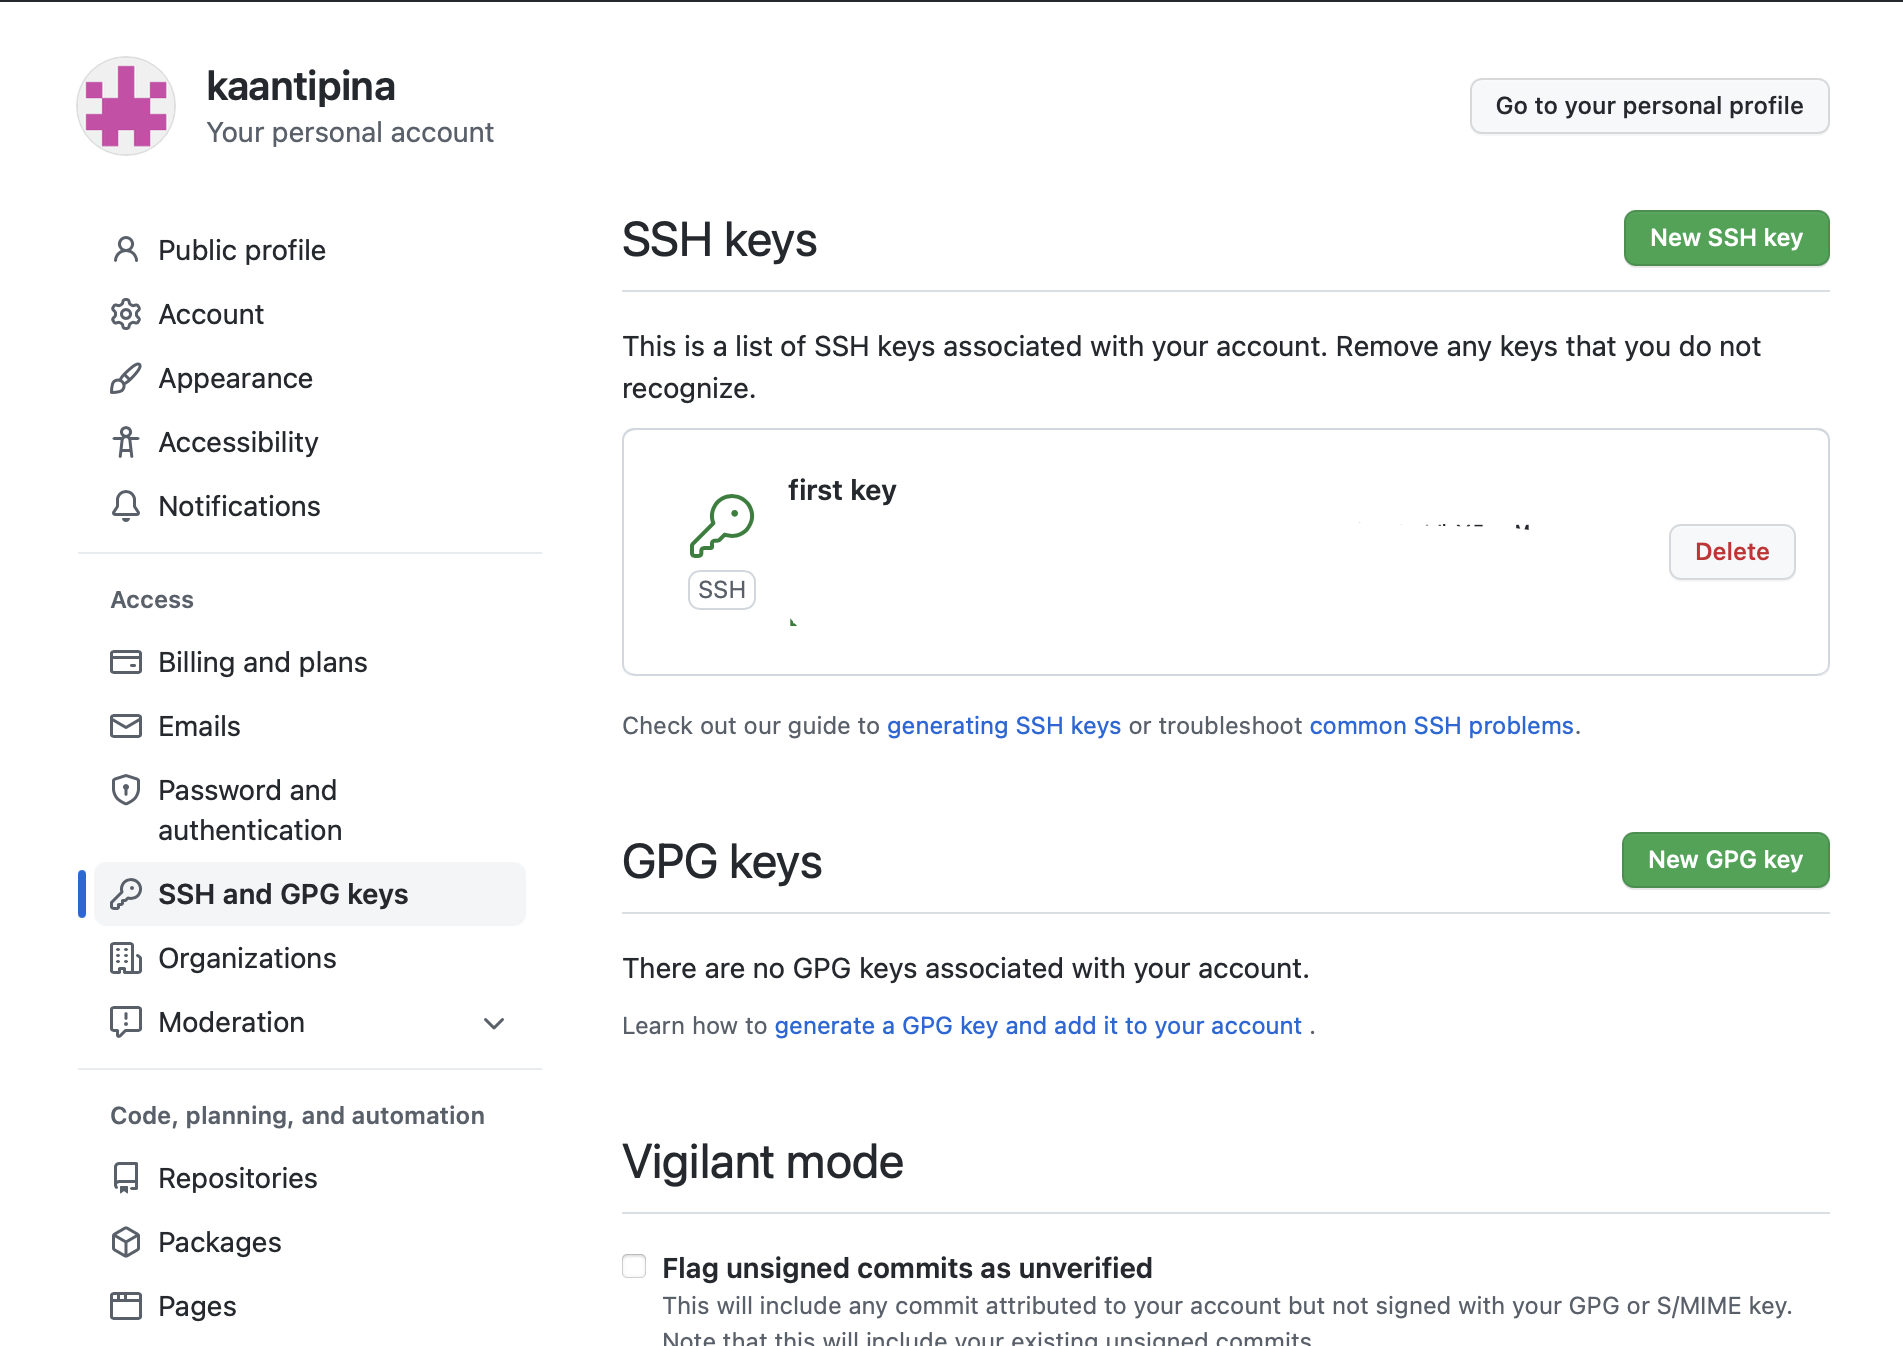 kaantipina
Your personal account
Go to your personal profile
Public profile
Account
Appearance
Accessibility
Notifications
Access
Billing and plans
Emails
Password and
authentication
SSH and GPG keys
Organizations
Moderation
Code, planning, and automation
Repositories
Packages
Pages
SSH keys
New SSH key
This is a list of SSH keys associated with your account. Remove any keys that you do not
recognize.
first key
SSH
Delete
Check out our guide to generating SSH keys or troubleshoot common SSH problems.
GPG keys
New GPG key
There are no GPG keys associated with your account.
Learn how to generate a GPG key and add it to your account .
Vigilant mode
Flag unsigned commits as unverified
This will include any commit attributed to your account but not signed with your GPG or S/MIME key.
Note that this will include your existing unsigned commits.